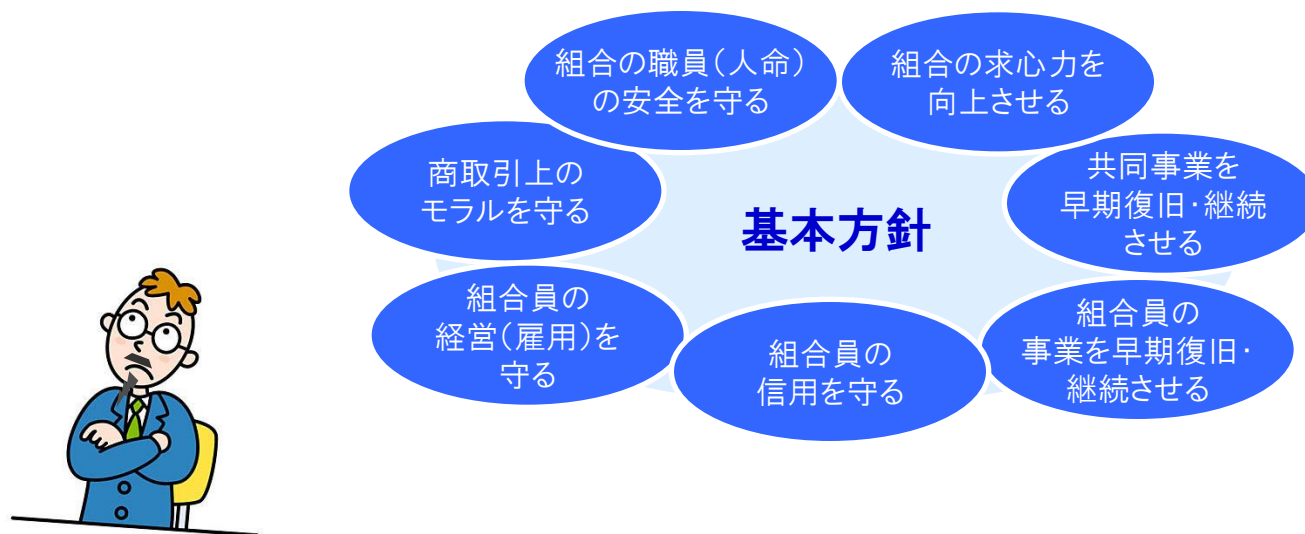 組合の職員（人命）
の安全を守る
組合の求心力を
向上させる
商取引上の
モラルを守る
共同事業を
早期復旧・継続
させる
基本方針
組合員の
経営（雇用）を
守る
組合員の
信用を守る
組合員の
事業を早期復旧・
継続させる